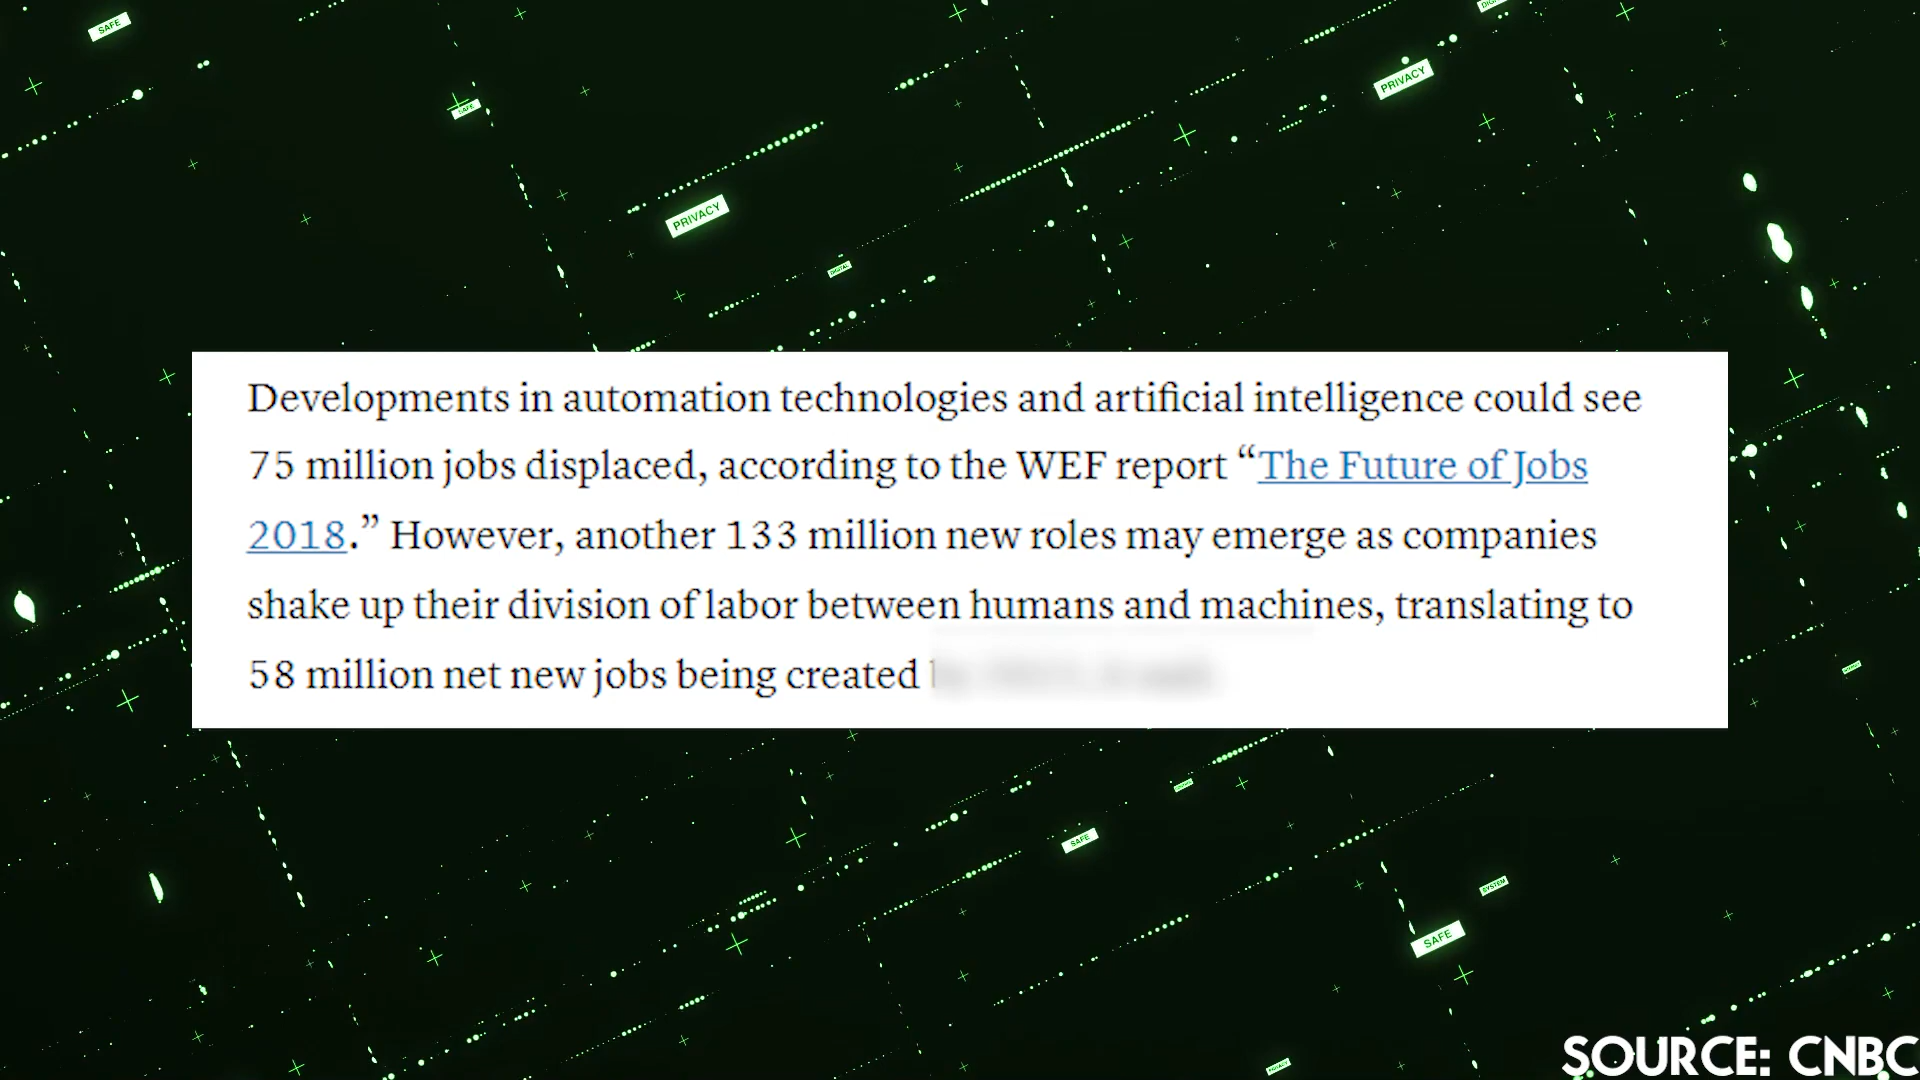 SAFE
SAFE
PRIVACY
PRIVACY
DIGITAL
Developments in automation technologies and artificial intelligence could see
75 million jobs displaced, according to the WEF report “The Future of Jobs
2018.” However, another 133 million new roles may emerge as companies
shake up their division of labor between humans and machines, translating to
58 million net new jobs being created
SAFE
SYSTEM
SAFE
SOURCE: CNBC